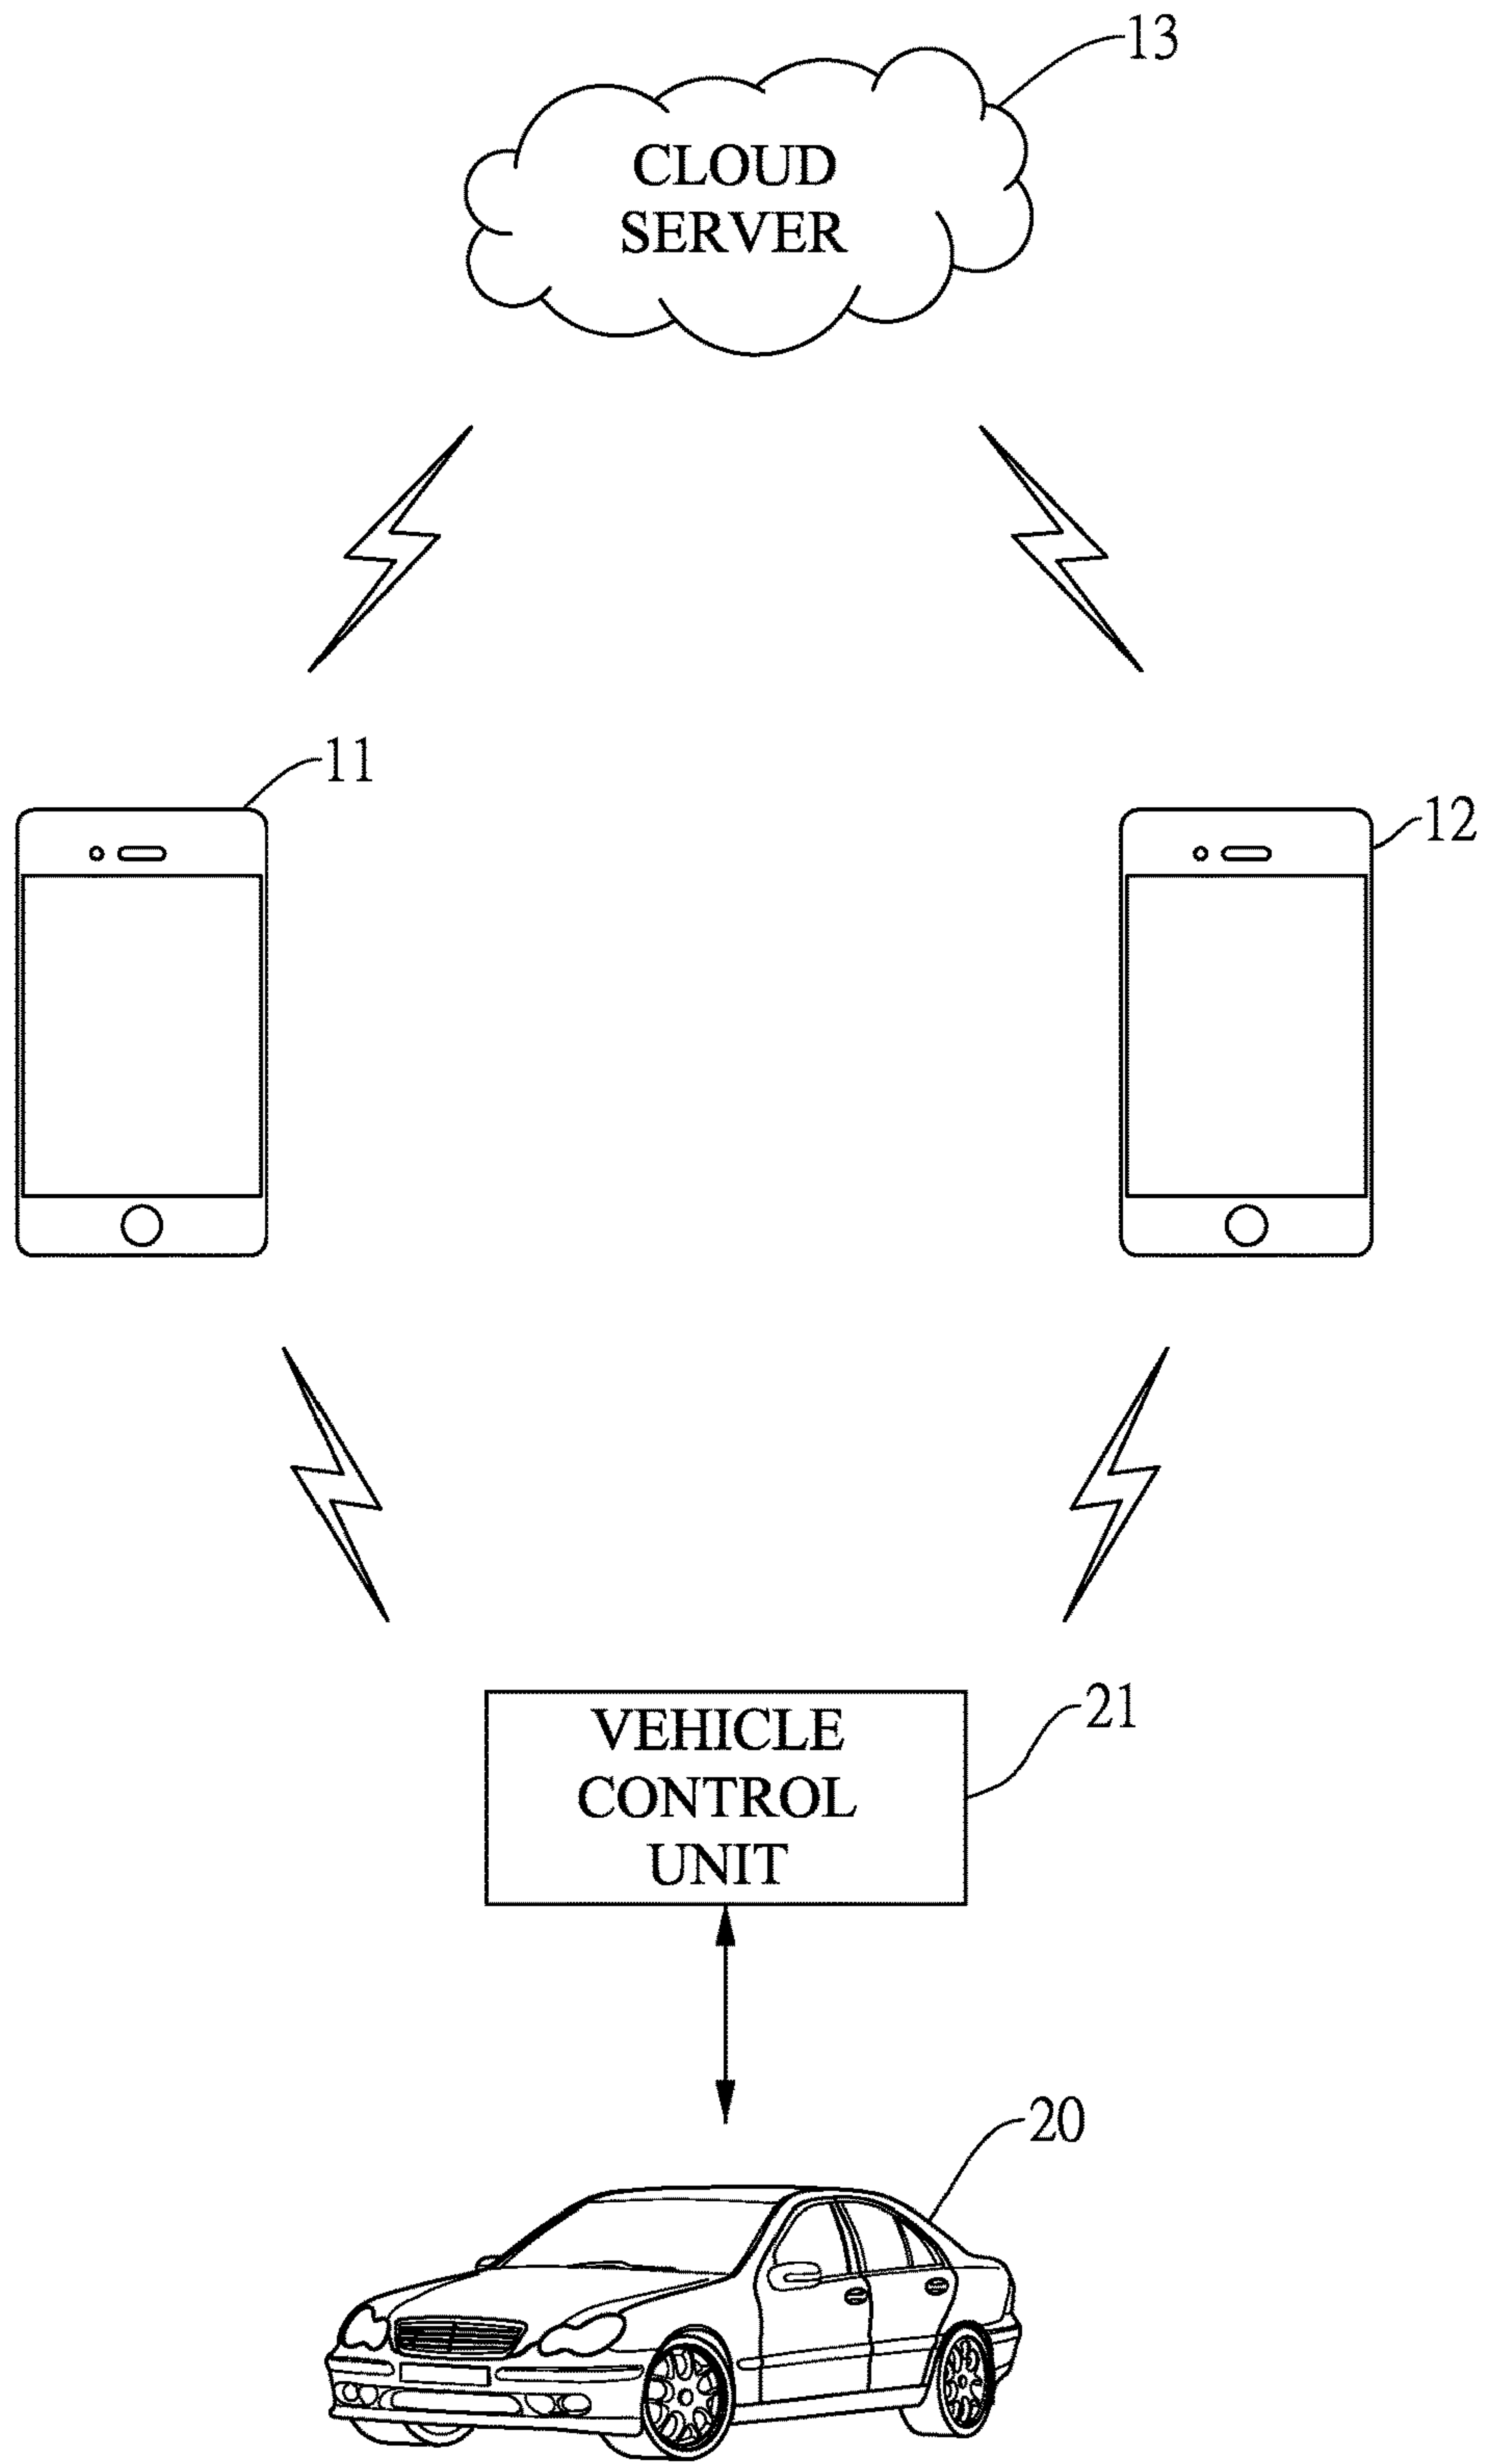 13
CLOUD
SERVER
11
12
21
VEHICLE
CONTROL
UNIT
20